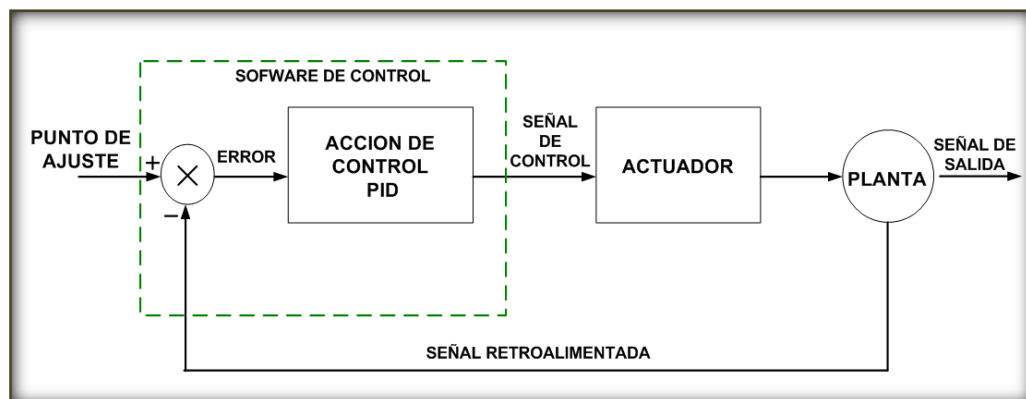 SOFWARE DE CONTROL
PUNTO DE
AJUSTE
+
−
ERROR
ACCION DE
CONTROL
PID
SEÑAL
DE
CONTROL
ACTUADOR
PLANTA
SEÑAL DE
SALIDA
SEÑAL RETROALIMENTADA